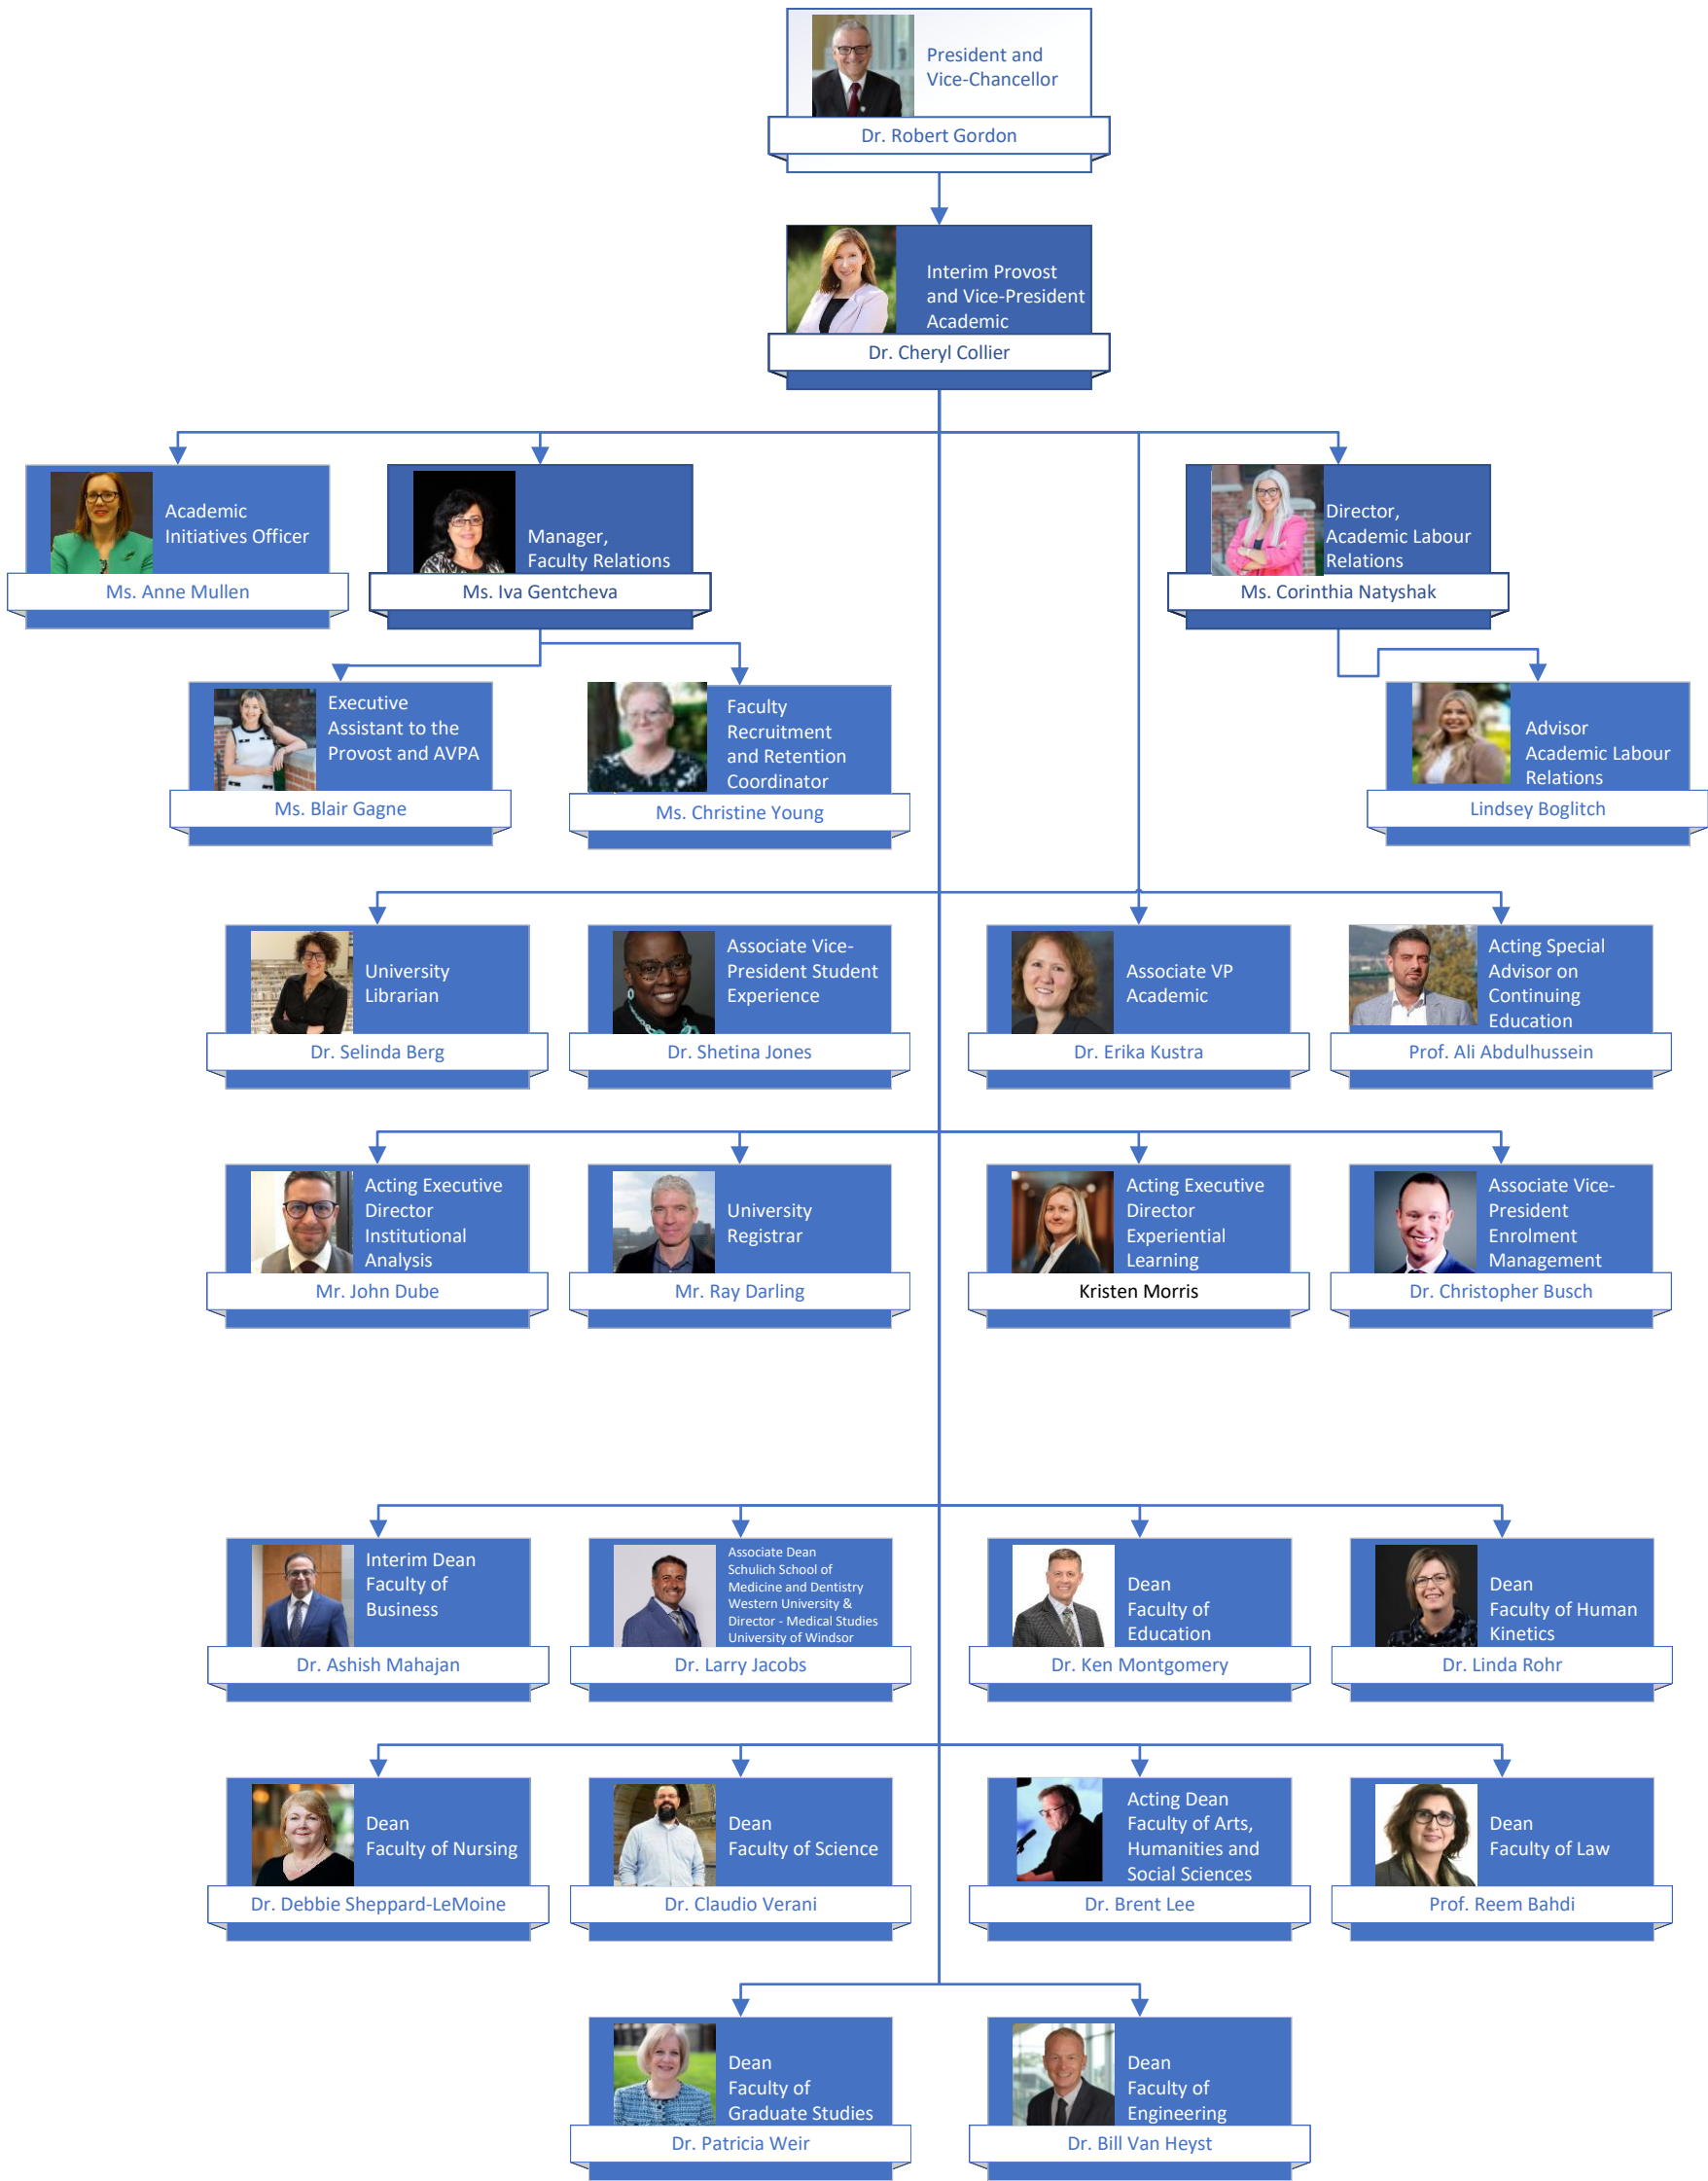 President and
Vice-Chancellor
Dr. Robert Gordon
Interim Provost
and Vice-President
Academic
Dr. Cheryl Collier
Academic
Initiatives Officer
Ms. Anne Mullen
Manager,
Faculty Relations
Ms. Iva Gentcheva
Director,
Academic Labour
Relations
Ms. Corinthia Natyshak
Executive
Assistant to the
Provost and AVPA
Ms. Blair Gagne
Faculty
Recruitment
and Retention
Coordinator
Ms. Christine Young
Advisor
Academic Labour
Relations
Lindsey Boglitch
University
Librarian
Dr. Selinda Berg
Associate Vice-
President Student
Experience
Dr. Shetina Jones
Associate VP
Academic
Dr. Erika Kustra
Acting Special
Advisor on
Continuing
Education
Prof. Ali Abdulhussein
Acting Executive
Director
Institutional
Analysis
Mr. John Dube
University
Registrar
Mr. Ray Darling
Acting Executive
Director
Experiential
Learning
Kristen Morris
Associate Vice-
President
Enrolment
Management
Dr. Christopher Busch
Interim Dean
Faculty of
Business
Dr. Ashish Mahajan
Associate Dean
Schulich School of
Medicine and Dentistry
Western University &
Director - Medical Studies
University of Windsor
Dr. Larry Jacobs
Dean
Faculty of
Education
Dr. Ken Montgomery
Dean
Faculty of Human
Kinetics
Dr. Linda Rohr
Dean
Faculty of Nursing
Dr. Debbie Sheppard-LeMoine
Dean
Faculty of Science
Dr. Claudio Verani
Acting Dean
Faculty of Arts,
Humanities and
Social Sciences
Dr. Brent Lee
Dean
Faculty of Law
Prof. Reem Bahdi
Dean
Faculty of
Graduate Studies
Dr. Patricia Weir
Dean
Faculty of
Engineering
Dr. Bill Van Heyst